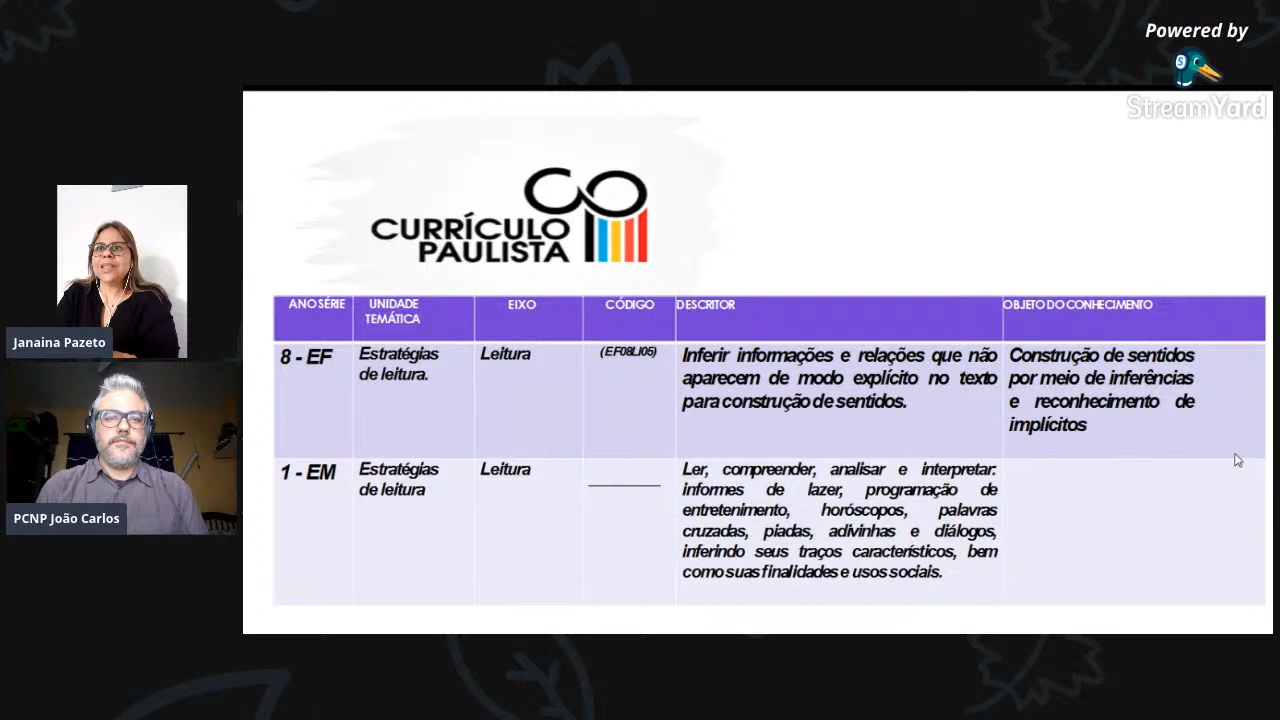 Powered by
StreamYard
CURRÍCULO
PAULISTA
ANO SÉRIE
UNIDADE
TEMÁTICA
EIXO
CÓDIGO
DESCRITOR
OBJETO DO CONHECIMENTO
8 - EF
Estratégias
de leitura.
Leitura
(EF08LI05)
Inferir informações e relações que não
aparecem de modo explícito no texto
para construção de sentidos.
Construção de sentidos
por meio de inferências
e reconhecimento de
implícitos
1 - EM
Estratégias
de leitura
Leitura
Ler, compreender, analisar e interpretar:
informes de lazer, programação de
entretenimento, horóscopos, palavras
cruzadas, piadas, adivinhas e diálogos,
inferindo seus traços característicos, bem
como suas finalidades e usos sociais.
Janaina Pazeto
PCNP João Carlos